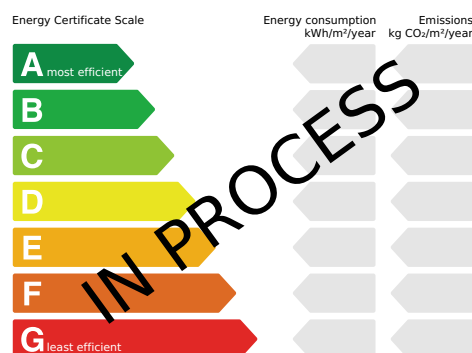 Energy Certificate Scale
Energy consumption
kWh/m²/year
Emissions
kg CO₂/m²/year
A most efficient
B
C
D
E
F
G least efficient
IN PROCESS